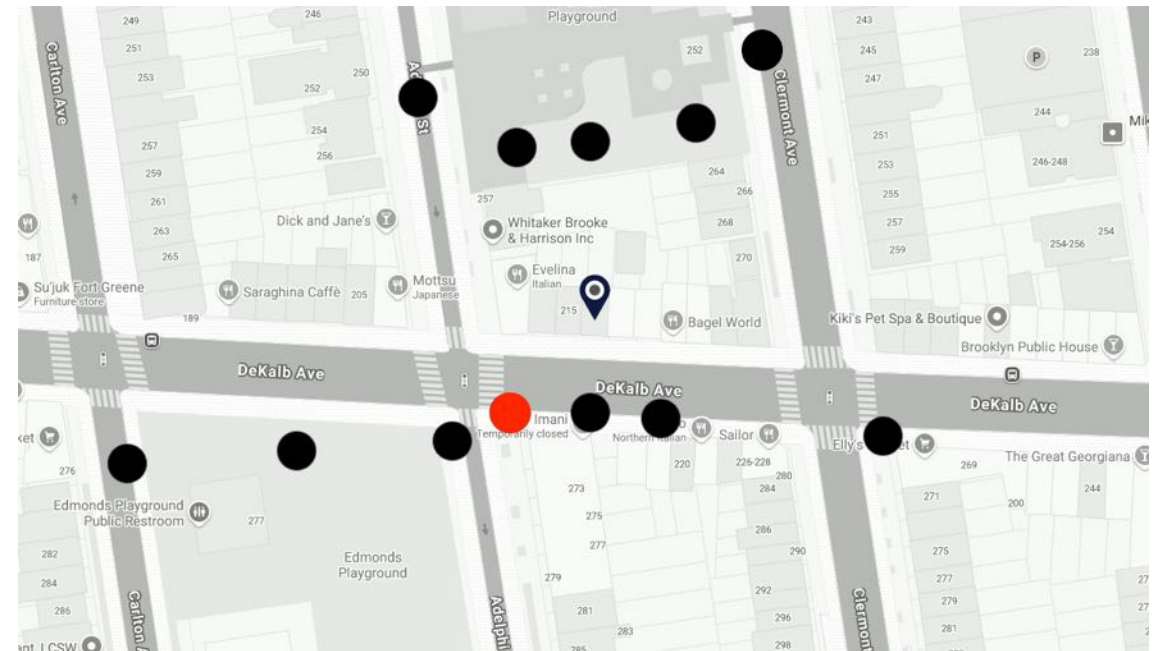 Playground
249
246
243
251
252
245
238
Carlton Ave
253
250
247
P
252
244
Clermont Ave
St
254
251
257
256
246-248
259
264
253
261
257
266
255
Dick and Jane's
Whitaker Brooke
& Harrison Inc
268
257
254
263
254-256
187
265
270
259
Evelina
Italian
Su'juk Fort Greene
Furniture store
Saraghina Caffè
205
Mottsu
Japanese
215
Bagel World
Kiki's Pet Spa & Boutique
189
Brooklyn Public House
DeKalb Ave
DeKalb Ave
DeKalb Ave
Imani
Temporarily closed
Northern Italian
Sailor
Elly's
The Great Georgiana
276
220
226-228
280
269
273
284
271
244
200
Edmonds Playground
Public Restroom
277
275
286
282
277
290
275
Edmonds
Playground
284
279
277
292
286
281
279
296
Carlton
Adelphi
283
Clermont
281
298
285
LCSW